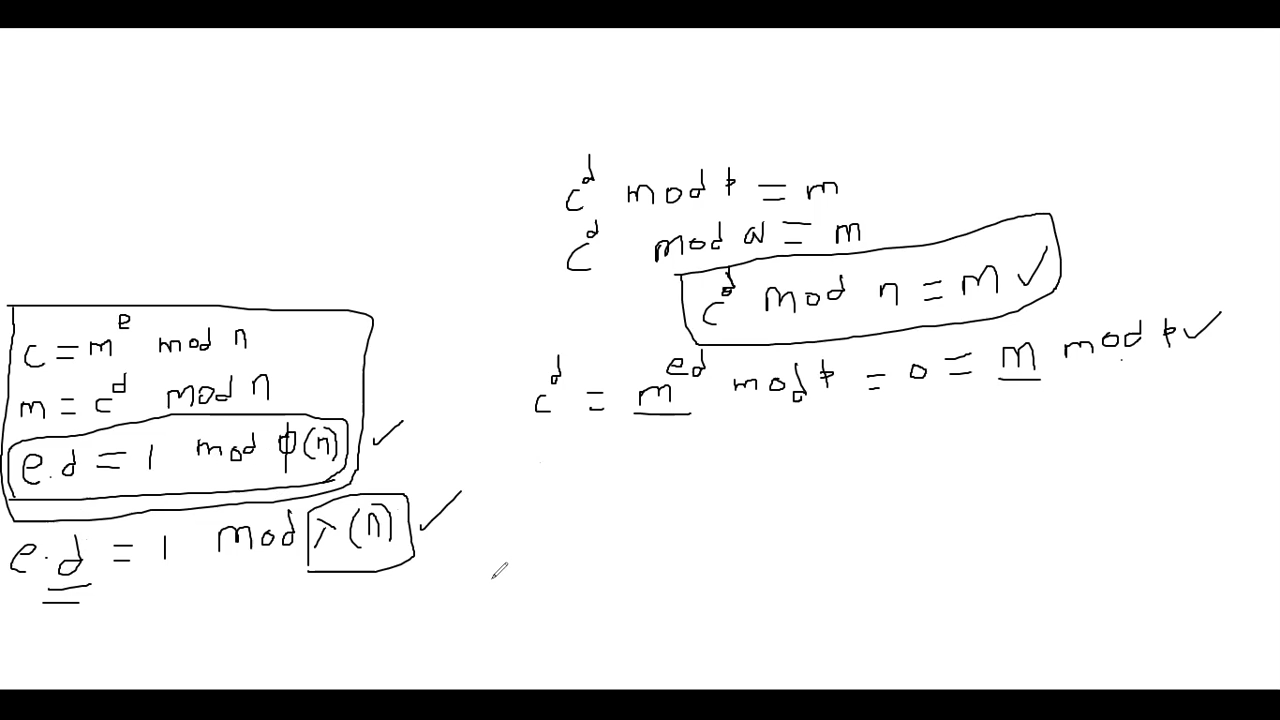 c^d mod p = m
c^d mod q = m
c^d mod n = m ✓
c = m^e mod n
m = c^d mod n
e.d = 1 mod ϕ(n) ✓
e.d = 1 mod λ(n) ✓
c^d = m^ed mod p = 0 = m mod p ✓